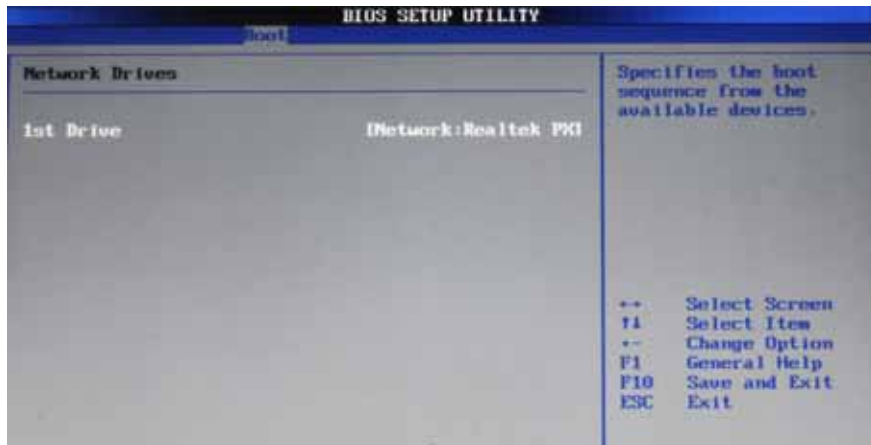 BIOS SETUP UTILITY
Boot
Network Drives
1st Drive [Network:Realtek PX]
Specifies the boot
sequence from the
available devices.
←→ Select Screen
↑↓ Select Item
+- Change Option
F1 General Help
F10 Save and Exit
ESC Exit